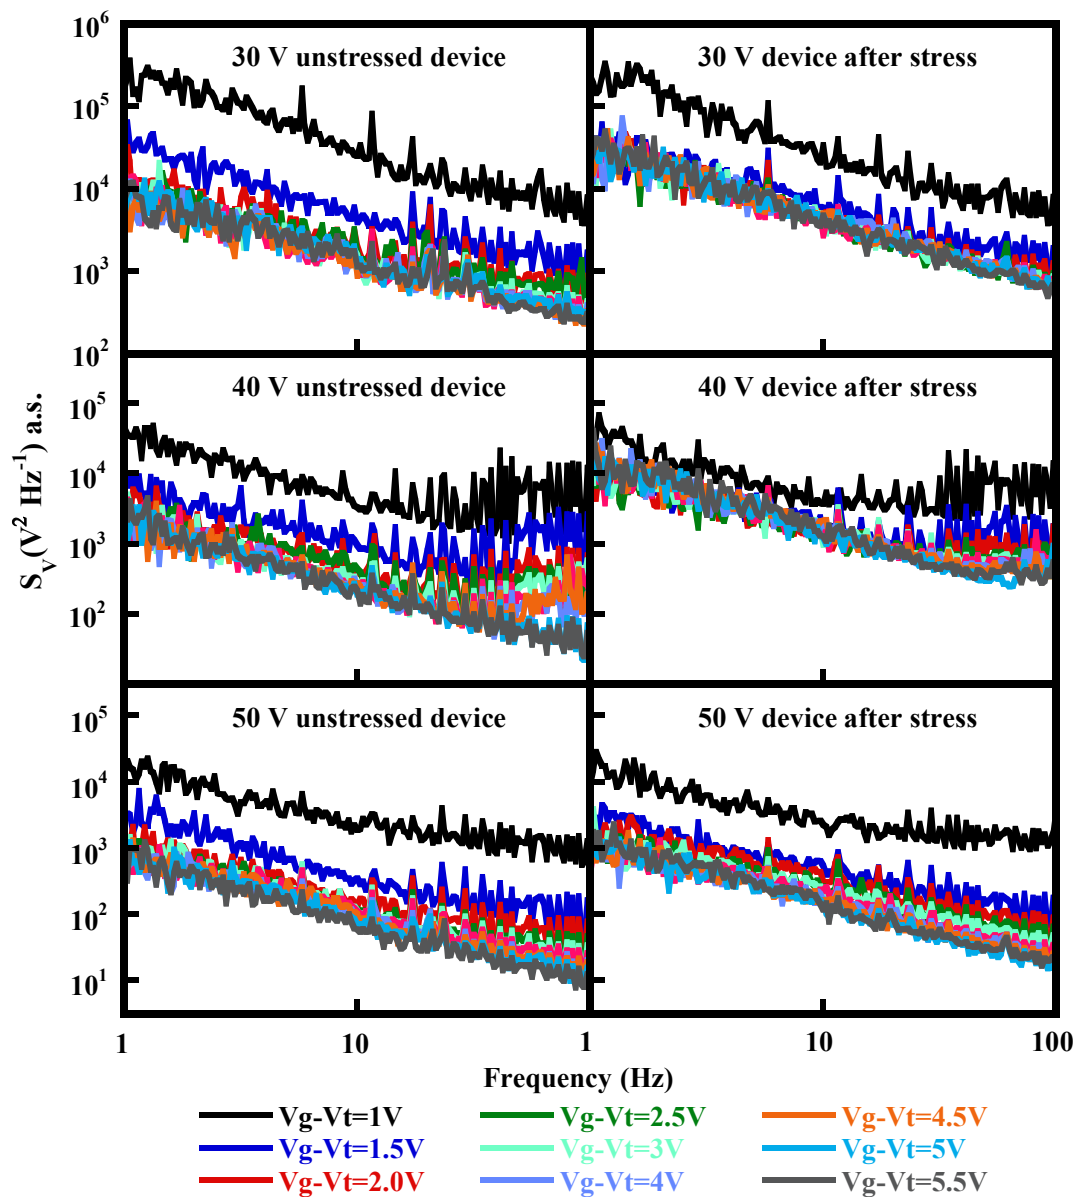 10^6
30 V unstressed device
30 V device after stress
10^5
10^4
10^3
10^2
40 V unstressed device
40 V device after stress
10^5
10^4
10^3
10^2
S_v (V^2 Hz^-1) a.s.
50 V unstressed device
50 V device after stress
10^5
10^4
10^3
10^2
10^1
1 10 1 10 100
Frequency (Hz)
Vg-Vt=1V Vg-Vt=2.5V Vg-Vt=4.5V
Vg-Vt=1.5V Vg-Vt=3V Vg-Vt=5V
Vg-Vt=2.0V Vg-Vt=4V Vg-Vt=5.5V